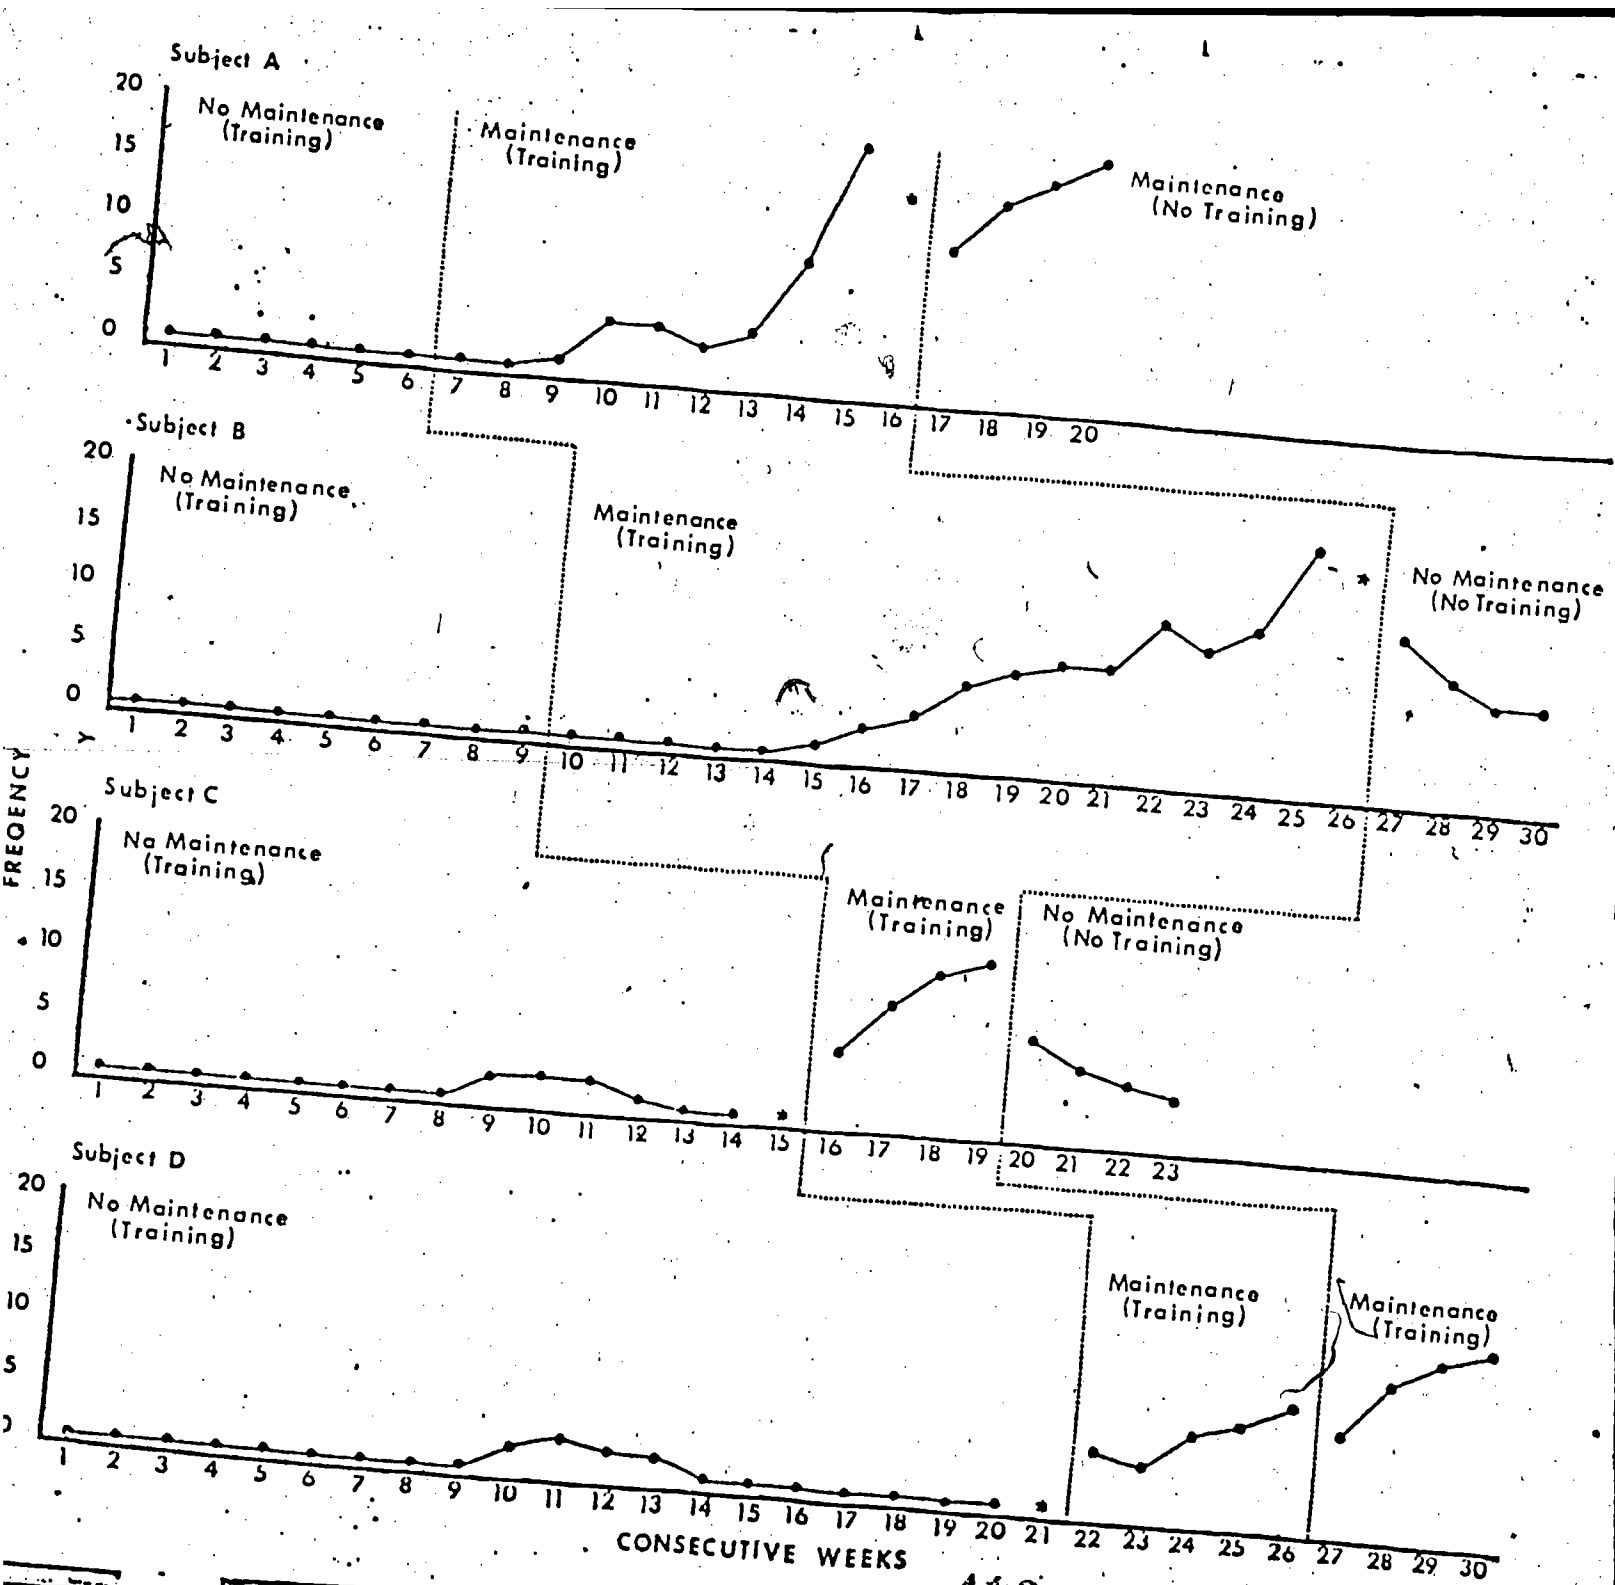 Subject A
20
No Maintenance
(Training)
Maintenance
(Training)
Maintenance
(No Training)
15
10
5
0
1 2 3 4 5 6 7 8 9 10 11 12 13 14 15 16 17 18 19 20
*
Subject B
20
No Maintenance
(Training)
Maintenance
(Training)
No Maintenance
(No Training)
15
10
5
0
1 2 3 4 5 6 7 8 9 10 11 12 13 14 15 16 17 18 19 20 21 22 23 24 25 26 27 28 29 30
*
FREQENCY
Subject C
20
Na Maintenance
(Training)
Maintenance
(Training)
No Maintenance
(No Training)
15
10
5
0
1 2 3 4 5 6 7 8 9 10 11 12 13 14 15 16 17 18 19 20 21 22 23
*
Subject D
20
No Maintenance
(Training)
Maintenance
(Training)
Maintenance
(Training)
15
10
5
0
1 2 3 4 5 6 7 8 9 10 11 12 13 14 15 16 17 18 19 20 21 22 23 24 25 26 27 28 29 30
*
CONSECUTIVE WEEKS